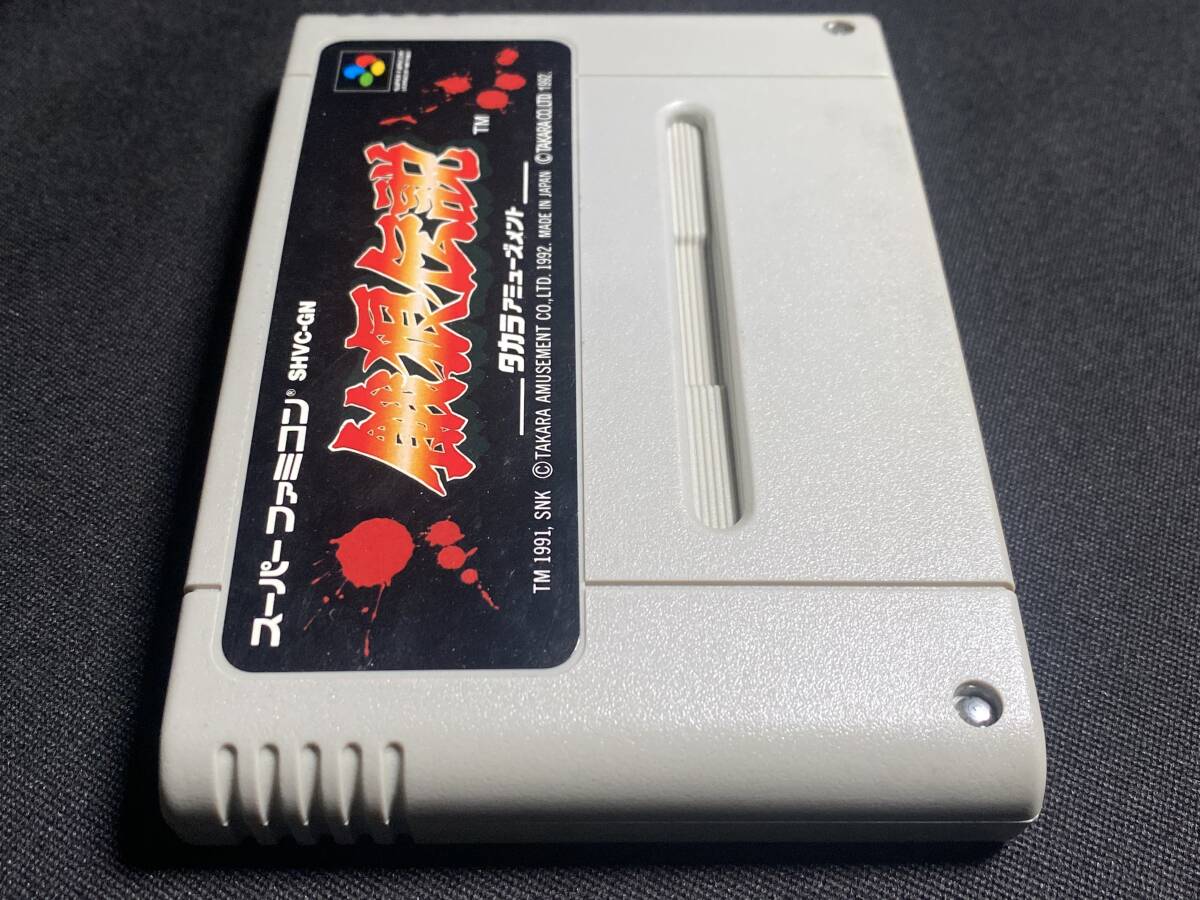 スーパーファミコン® SHVC-GN
餓狼伝説™
タカラアミューズメント
TM 1991, SNK ©TAKARA AMUSEMENT CO.,LTD. 1992. MADE IN JAPAN ©TAKARA CO.,LTD 1992.